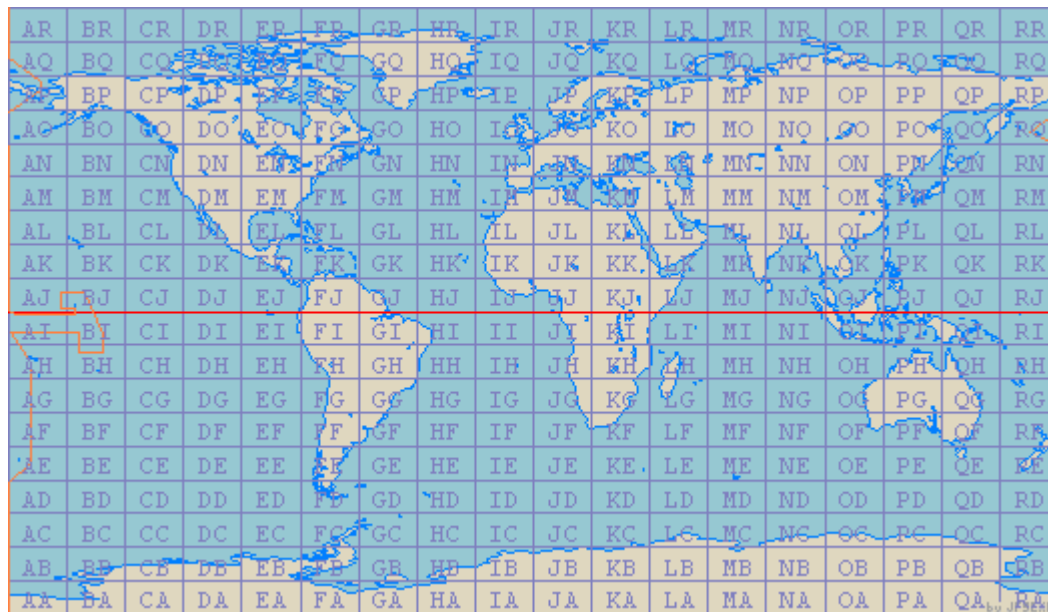 AR BR CR DR ER FR GR HR IR JR KR LR MR NR OR PR QR RR
AQ BQ CQ DQ EQ FQ GQ HQ IQ JQ KQ LQ MQ NQ OQ PQ QQ RQ
AP BP CP DP EP FP GP HP IP JP KP LP MP NP OP PP QP RP
AO BO CO DO EO FO GO HO IO JO KO LO MO NO OO PO QO RO
AN BN CN DN EN FN GN HN IN JN KN LN MN NN ON PN QN RN
AM BM CM DM EM FM GM HM IM JM KM LM MM NM OM PM QM RM
AL BL CL DL EL FL GL HL IL JL KL LL ML NL OL PL QL RL
AK BK CK DK EK FK GK HK IK JK KK LK MK NK OK PK QK RK
AJ BJ CJ DJ EJ FJ GJ HJ IJ JJ KJ LJ MJ NJ OJ PJ QJ RJ
AI BI CI DI EI FI GI HI II JI KI LI MI NI OI PI QI RI
AH BH CH DH EH FH GH HH IH JH KH LH MH NH OH PH QH RH
AG BG CG DG EG FG GG HG IG JG KG LG MG NG OG PG QG RG
AF BF CF DF EF FF GF HF IF JF KF LF MF NF OF PF QF RF
AE BE CE DE EE FE GE HE IE JE KE LE ME NE OE PE QE RE
AD BD CD DD ED FD GD HD ID JD KD LD MD ND OD PD QD RD
AC BC CC DC EC FC GC HC IC JC KC LC MC NC OC PC QC RC
AB BB CB DB EB FB GB HB IB JB KB LB MB NB OB PB QB RB
AA BA CA DA EA FA GA HA IA JA KA LA MA NA OA PA QA RA
by